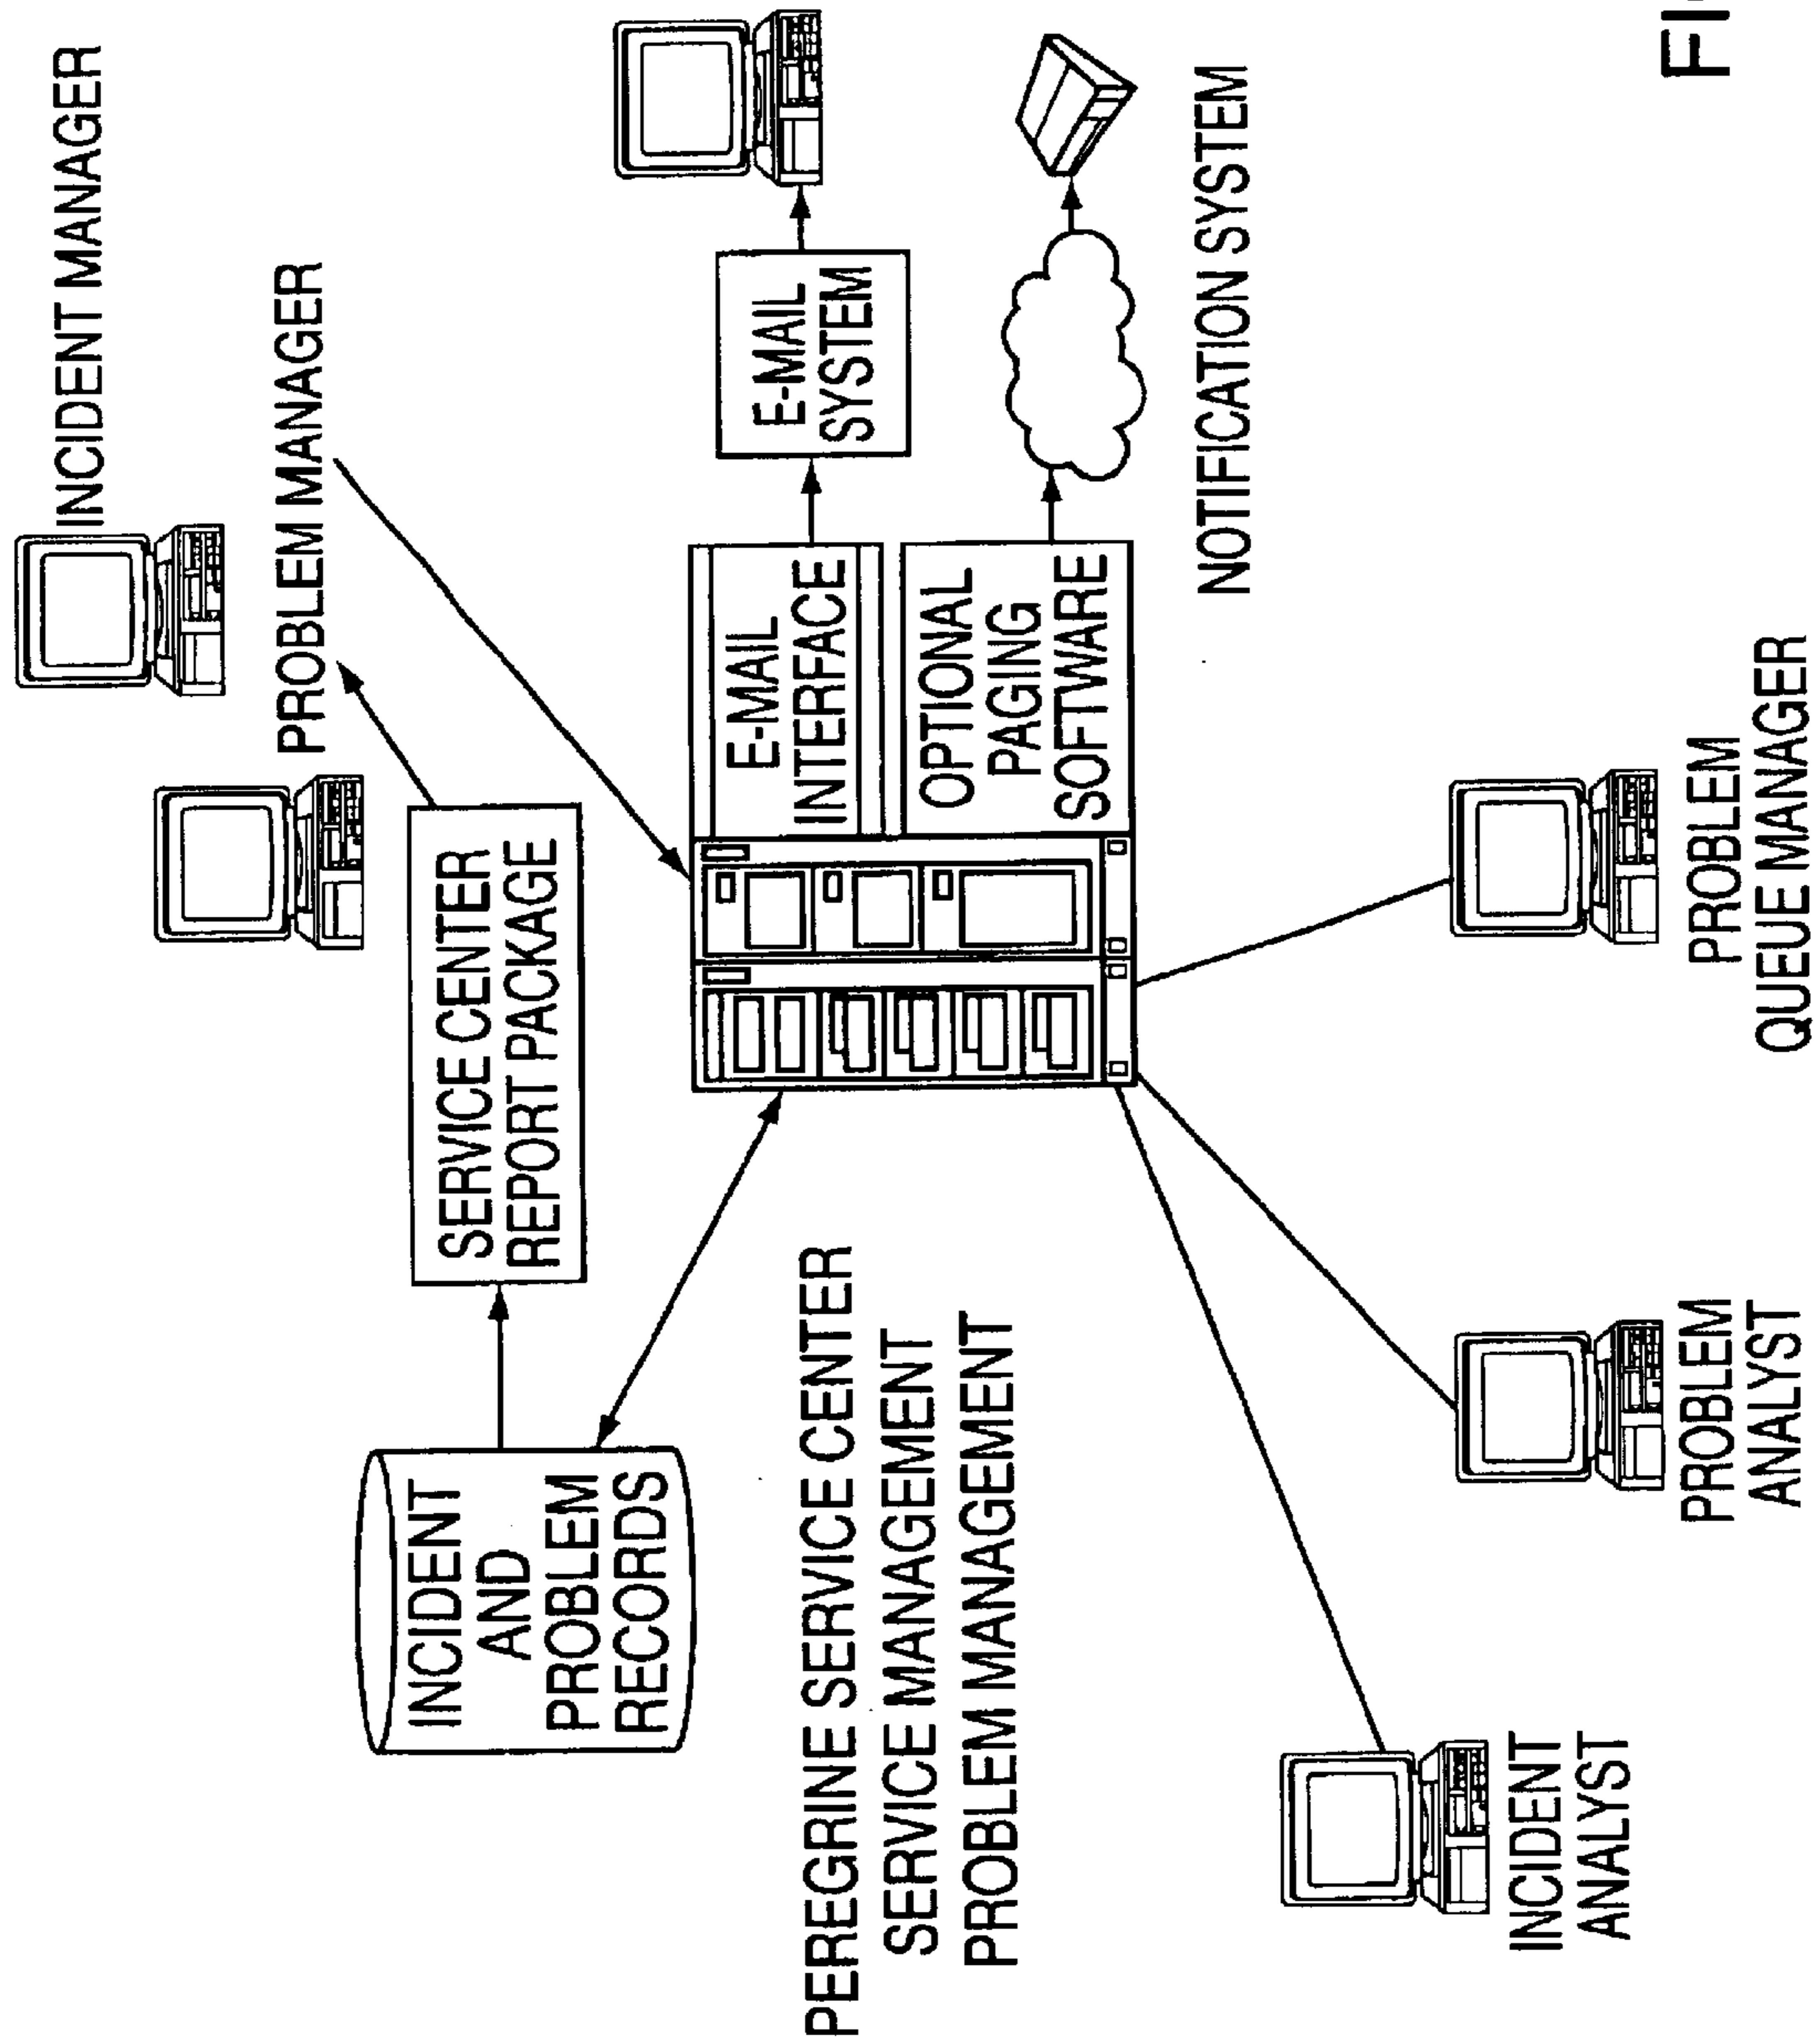 INCIDENT MANAGER
PROBLEM MANAGER
SERVICE CENTER
REPORT PACKAGE
INCIDENT
AND
PROBLEM
RECORDS
E-MAIL
INTERFACE
E-MAIL
SYSTEM
OPTIONAL
PAGING
SOFTWARE
NOTIFICATION SYSTEM
PEREGRINE SERVICE CENTER
SERVICE MANAGEMENT
PROBLEM MANAGEMENT
INCIDENT
ANALYST
PROBLEM
ANALYST
PROBLEM
QUEUE MANAGER